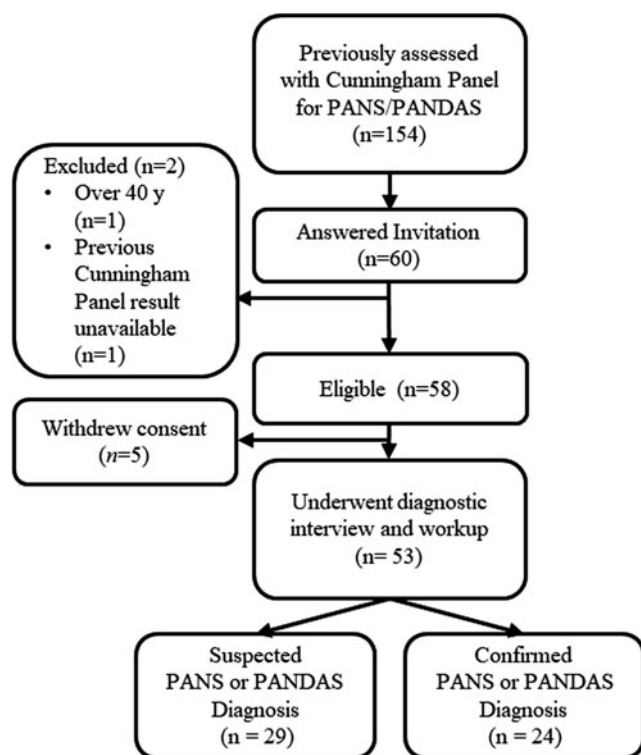 Previously assessed
with Cunningham Panel
for PANS/PANDAS
(n=154)
Excluded (n=2)
• Over 40 y
(n=1)
• Previous
Cunningham
Panel result
unavailable
(n=1)
Answered Invitation
(n=60)
Eligible (n=58)
Withdrew consent
(n=5)
Underwent diagnostic
interview and workup
(n= 53)
Suspected
PANS or PANDAS
Diagnosis
(n = 29)
Confirmed
PANS or PANDAS
Diagnosis
(n = 24)